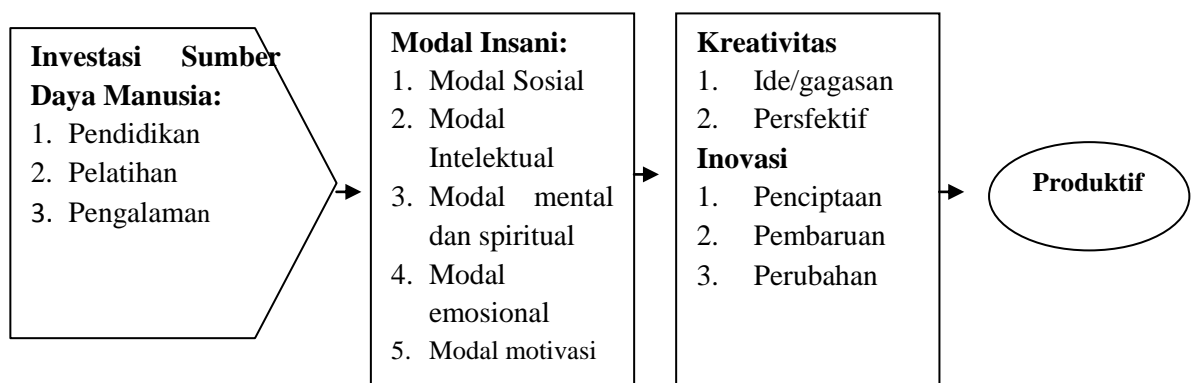 Investasi Sumber
Daya Manusia:
1. Pendidikan
2. Pelatihan
3. Pengalaman
Modal Insani:
1. Modal Sosial
2. Modal
Intelektual
3. Modal mental
dan spiritual
4. Modal
emosional
5. Modal motivasi
Kreativitas
1. Ide/gagasan
2. Persfektif
Inovasi
1. Penciptaan
2. Pembaruan
3. Perubahan
Produktif